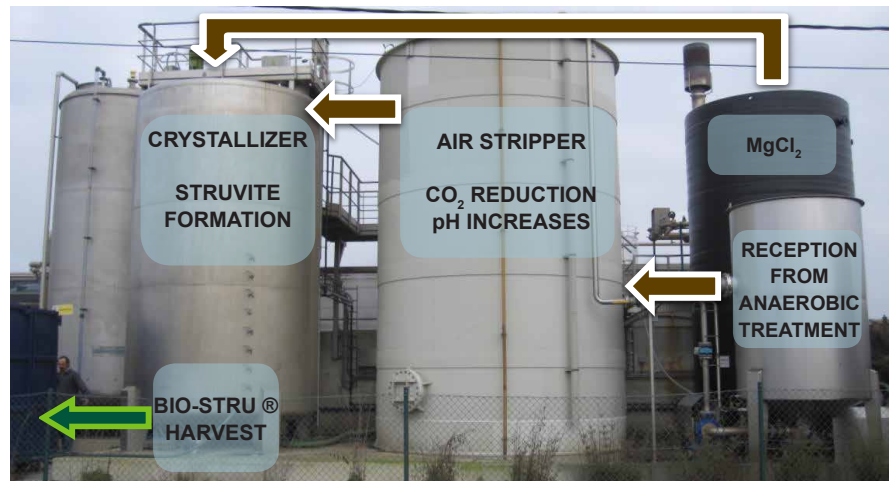 CRYSTALLIZER
STRUVITE
FORMATION
AIR STRIPPER
CO₂ REDUCTION
pH INCREASES
MgCl₂
RECEPTION
FROM
ANAEROBIC
TREATMENT
BIO-STRU ®
HARVEST